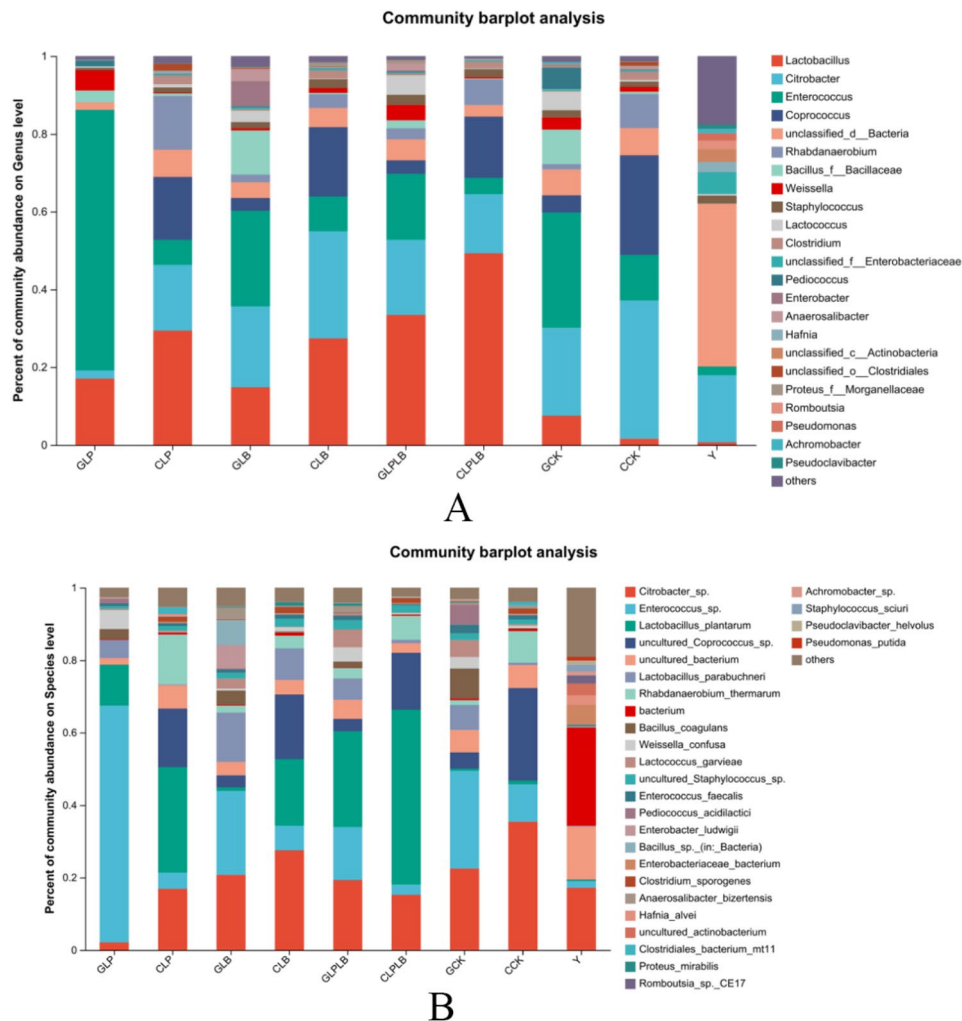 Community barplot analysis
Percent of community abundance on Genus level
1
0.8
0.6
0.4
0.2
0
GLP
CLP
GLB
CLB
GLPLB
CLPLB
GCK
CCK
Y
Lactobacillus
Citrobacter
Enterococcus
Coprococcus
unclassified_d__Bacteria
Rhabdanaerobium
Bacillus_f__Bacillaceae
Weissella
Staphylococcus
Lactococcus
Clostridium
unclassified_f__Enterobacteriaceae
Pediococcus
Enterobacter
Anaerosalibacter
Hafnia
unclassified_c__Actinobacteria
unclassified_o__Clostridiales
Proteus_f__Morganellaceae
Romboutsia
Pseudomonas
Achromobacter
Pseudoclavibacter
others
A
Community barplot analysis
Percent of community abundance on Species level
1
0.8
0.6
0.4
0.2
0
GLP
CLP
GLB
CLB
GLPLB
CLPLB
GCK
CCK
Y
Citrobacter_sp.
Enterococcus_sp.
Lactobacillus_plantarum
uncultured_Coprococcus_sp.
uncultured_bacterium
Lactobacillus_parabuchneri
Rhabdanaerobium_thermarum
bacterium
Bacillus_coagulans
Weissella_confusa
Lactococcus_garvieae
uncultured_Staphylococcus_sp.
Enterococcus_faecalis
Pediococcus_acidilactici
Enterobacter_ludwigii
Bacillus_sp._(in:_Bacteria)
Enterobacteriaceae_bacterium
Clostridium_sporogenes
Anaerosalibacter_bizertensis
Hafnia_alvei
uncultured_actinobacterium
Clostridiales_bacterium_mt11
Proteus_mirabilis
Romboutsia_sp._CE17
Achromobacter_sp.
Staphylococcus_sciuri
Pseudoclavibacter_helvolus
Pseudomonas_putida
others
B